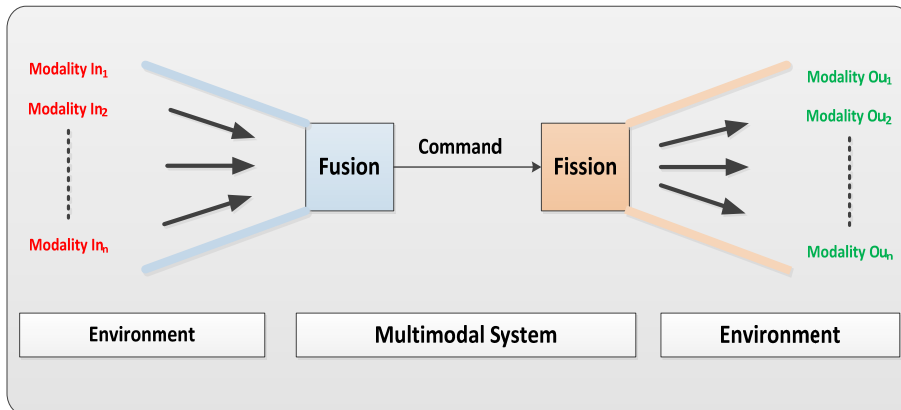 Modality In₁
Modality In₂
Modality Inₙ
Fusion
Command
Fission
Modality Ou₁
Modality Ou₂
Modality Ouₙ
Environment
Multimodal System
Environment